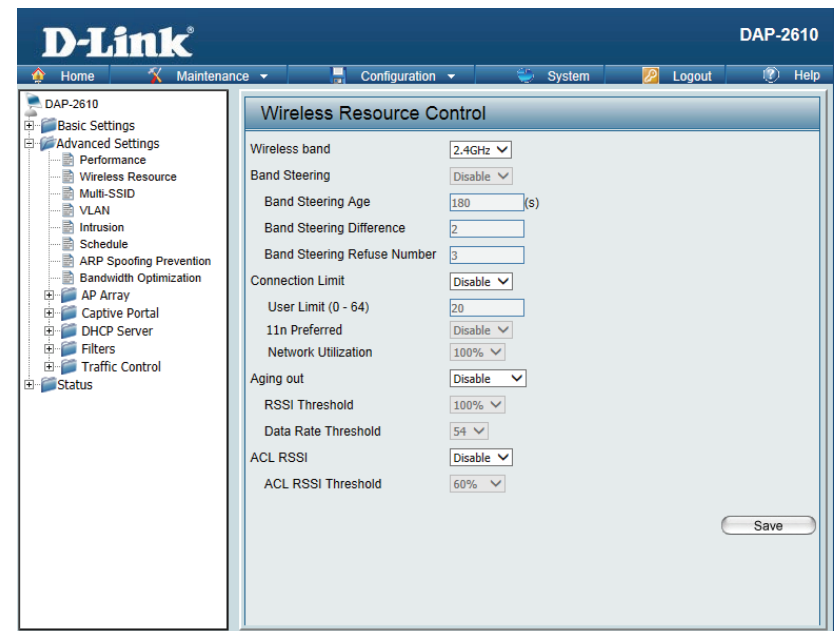 D-Link®
DAP-2610
Home Maintenance Configuration System Logout Help
DAP-2610
Basic Settings
Advanced Settings
Performance
Wireless Resource
Multi-SSID
VLAN
Intrusion
Schedule
ARP Spoofing Prevention
Bandwidth Optimization
AP Array
Captive Portal
DHCP Server
Filters
Traffic Control
Status
Wireless Resource Control
Wireless band 2.4GHz
Band Steering Disable
Band Steering Age 180 (s)
Band Steering Difference 2
Band Steering Refuse Number 3
Connection Limit Disable
User Limit (0 - 64) 20
11n Preferred Disable
Network Utilization 100%
Aging out Disable
RSSI Threshold 100%
Data Rate Threshold 54
ACL RSSI Disable
ACL RSSI Threshold 60%
Save